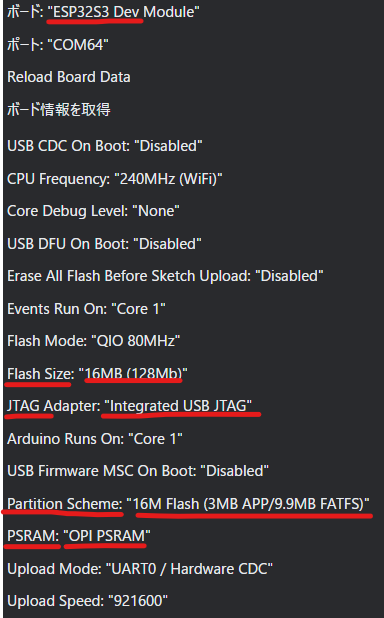 ボード: "ESP32S3 Dev Module"
ポート: "COM64"
Reload Board Data
ボード情報を取得
USB CDC On Boot: "Disabled"
CPU Frequency: "240MHz (WiFi)"
Core Debug Level: "None"
USB DFU On Boot: "Disabled"
Erase All Flash Before Sketch Upload: "Disabled"
Events Run On: "Core 1"
Flash Mode: "QIO 80MHz"
Flash Size: "16MB (128Mb)"
JTAG Adapter: "Integrated USB JTAG"
Arduino Runs On: "Core 1"
USB Firmware MSC On Boot: "Disabled"
Partition Scheme: "16M Flash (3MB APP/9.9MB FATFS)"
PSRAM: "OPI PSRAM"
Upload Mode: "UART0 / Hardware CDC"
Upload Speed: "921600"